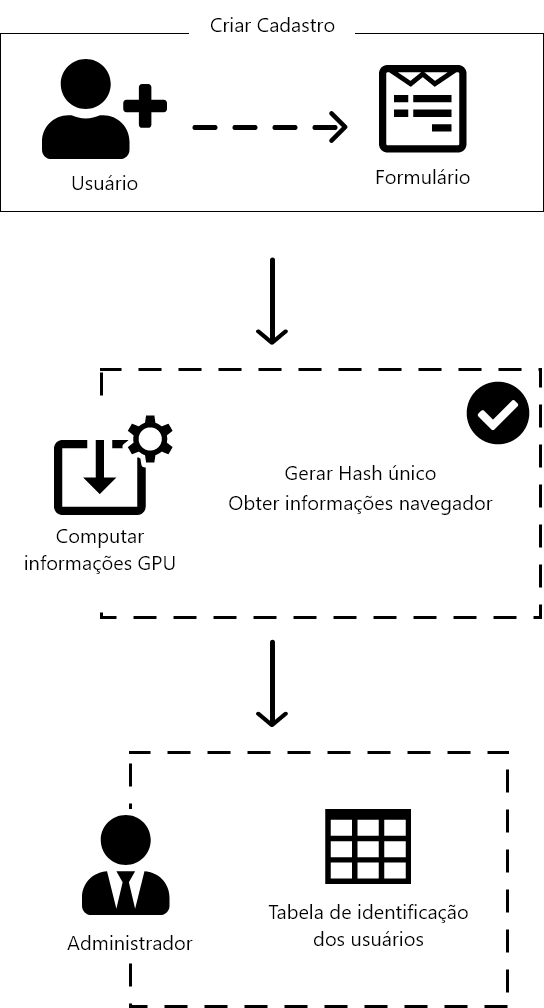 Criar Cadastro
Usuário
Formulário
Gerar Hash único
Obter informações navegador
Computar
informações GPU
Tabela de identificação
dos usuários
Administrador